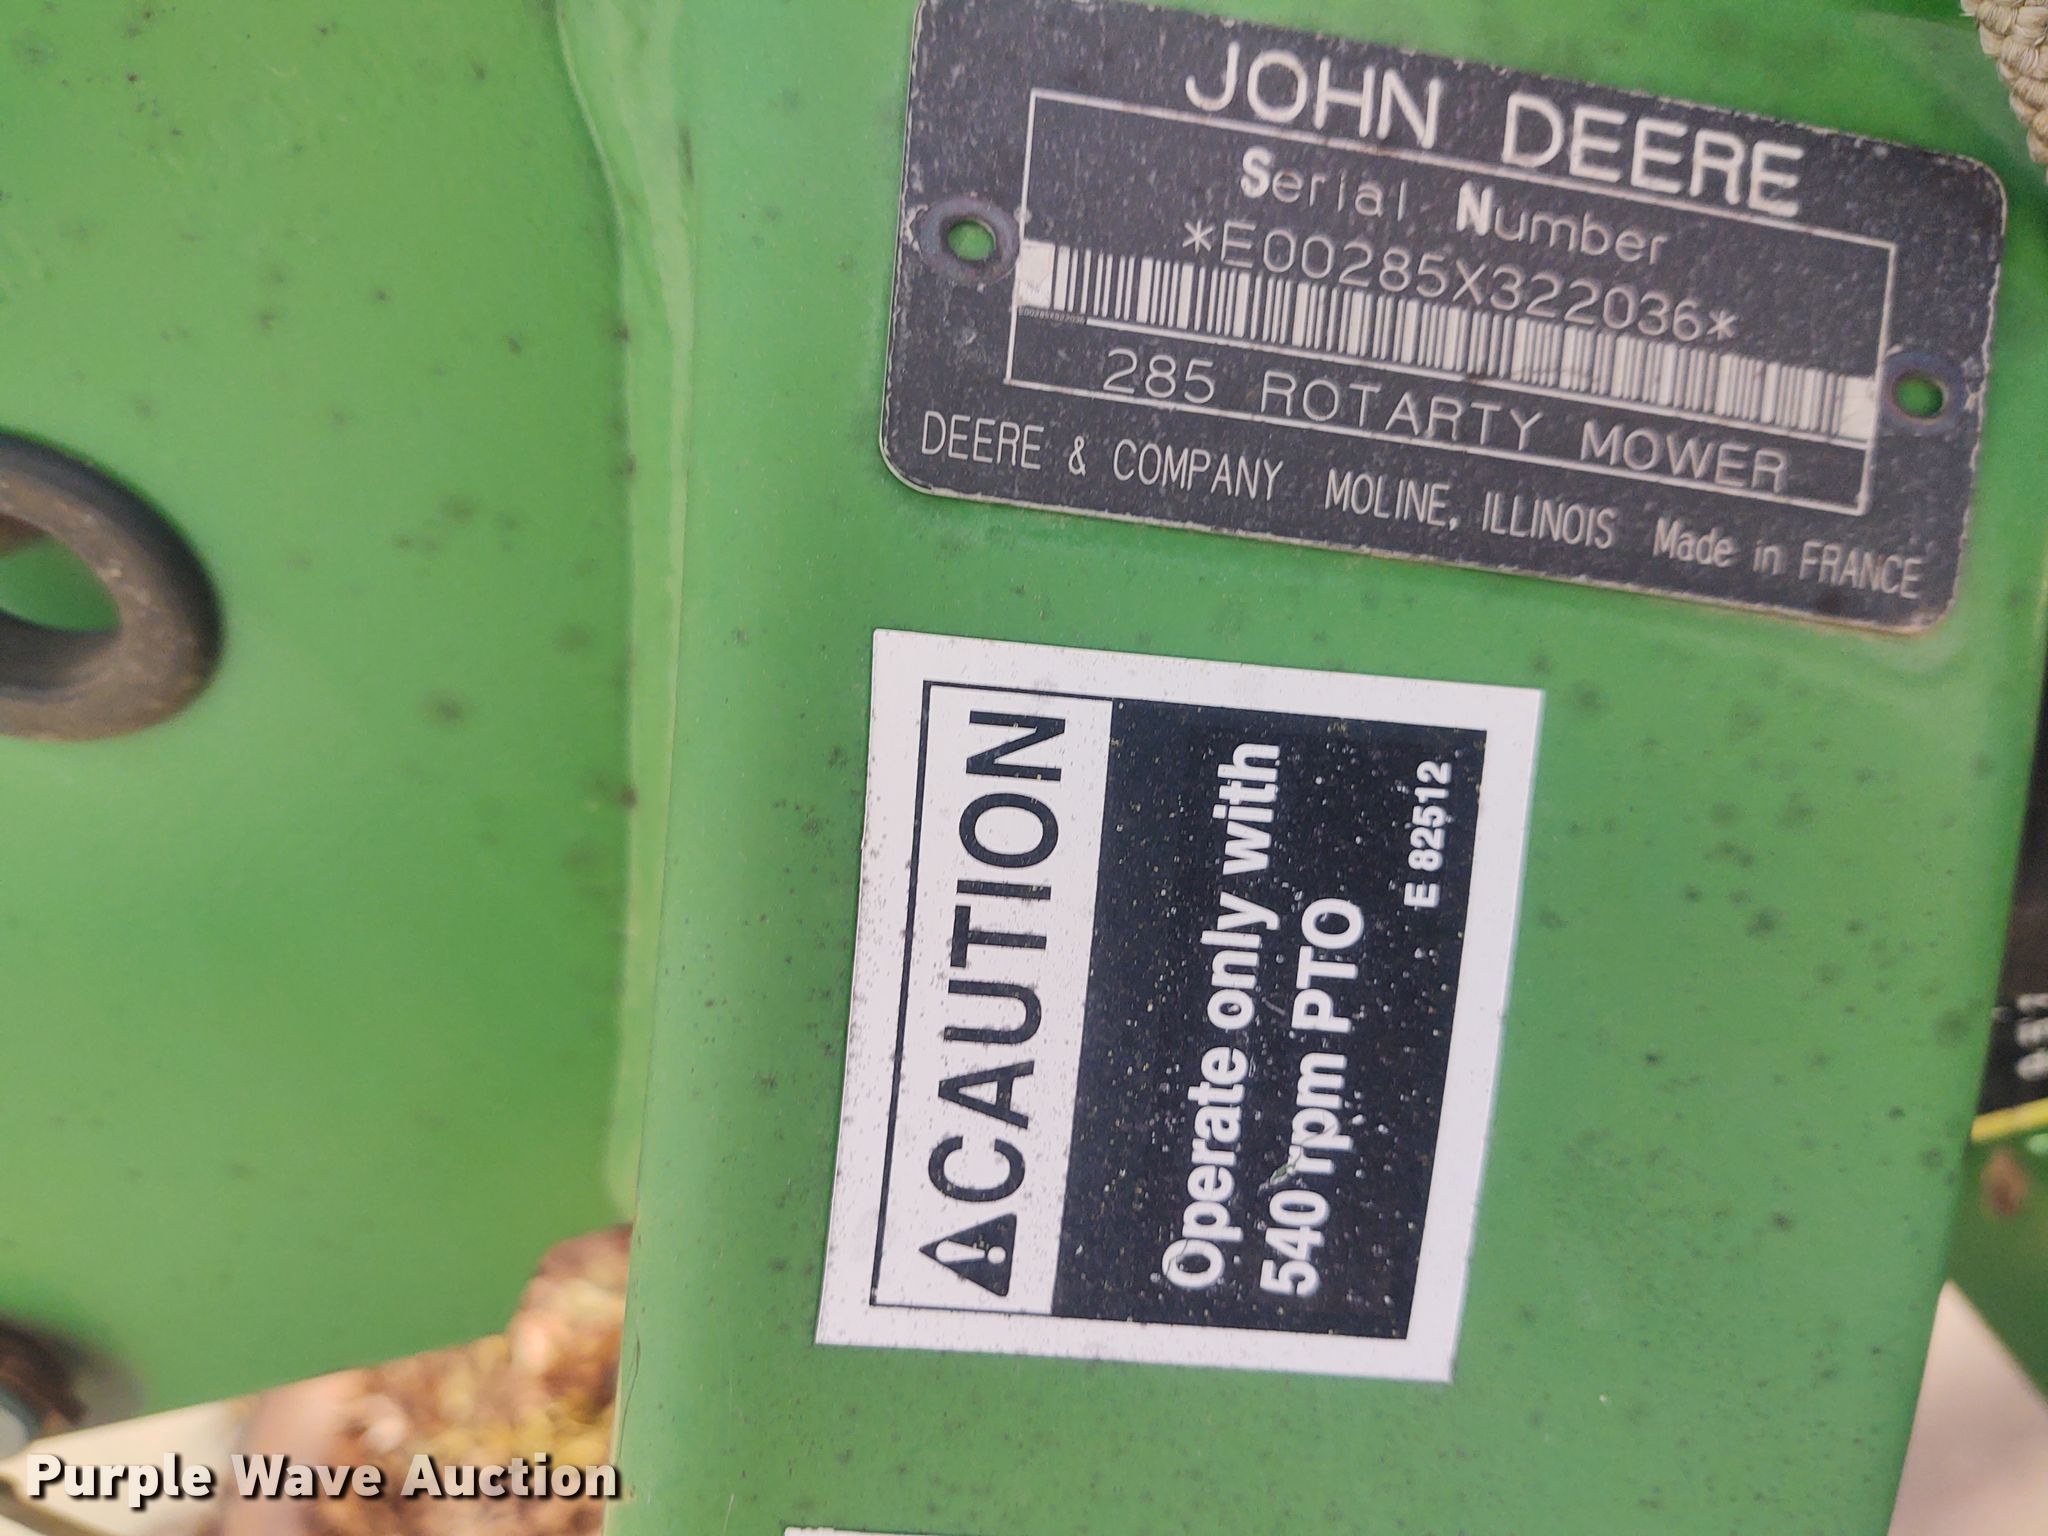 JOHN DEERE
Serial Number
*E00285X322036*
E00285X322036
285 ROTARTY MOWER
DEERE & COMPANY MOLINE, ILLINOIS Made in FRANCE
CAUTION
Operate only with
540 rpm PTO
E 82512
Purple Wave Auction